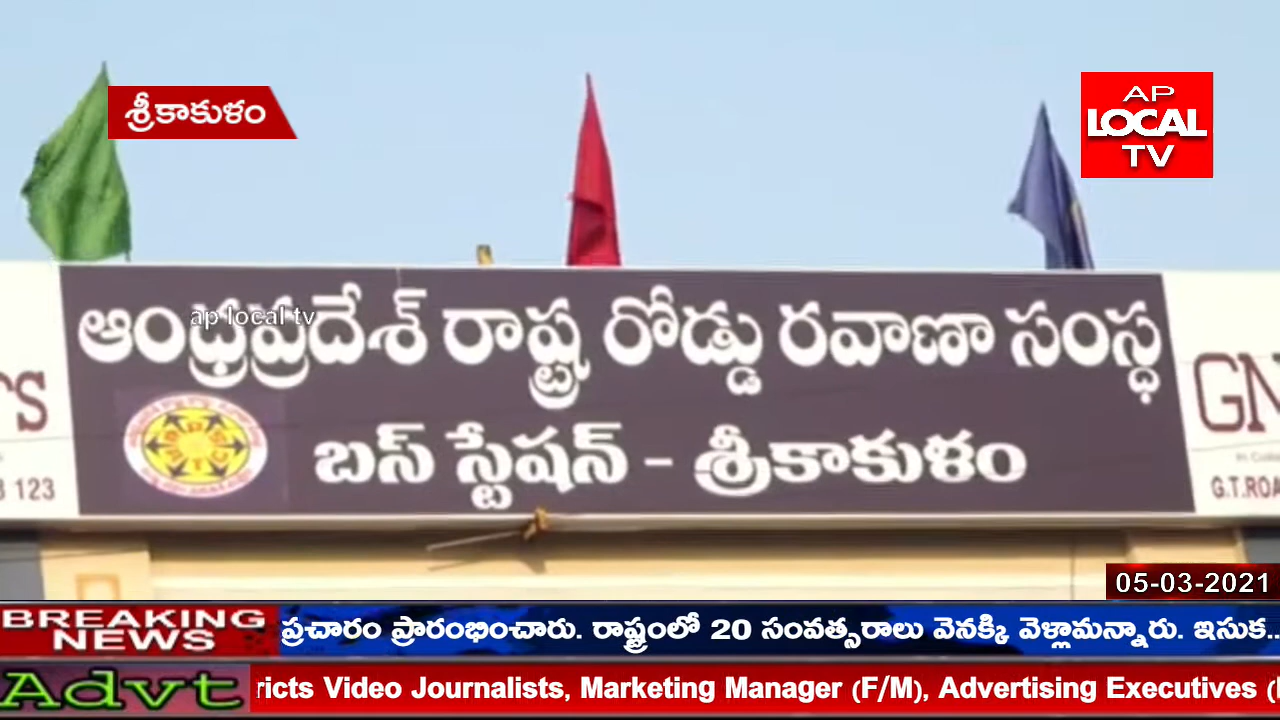 శ్రీకాకుళం
AP
LOCAL
TV
ఆంధ్రప్రదేశ్ రాష్ట్ర రోడ్డు రవాణా సంస్థ
ap local tv
బస్ స్టేషన్ - శ్రీకాకుళం
123
G.T.ROA
05-03-2021
BREAKING
NEWS
ప్రచారం ప్రారంభించారు. రాష్ట్రంలో 20 సంవత్సరాలు వెనక్కి వెళ్లామన్నారు. ఇసుక..
Advt
ricts Video Journalists, Marketing Manager (F/M), Advertising Executives (